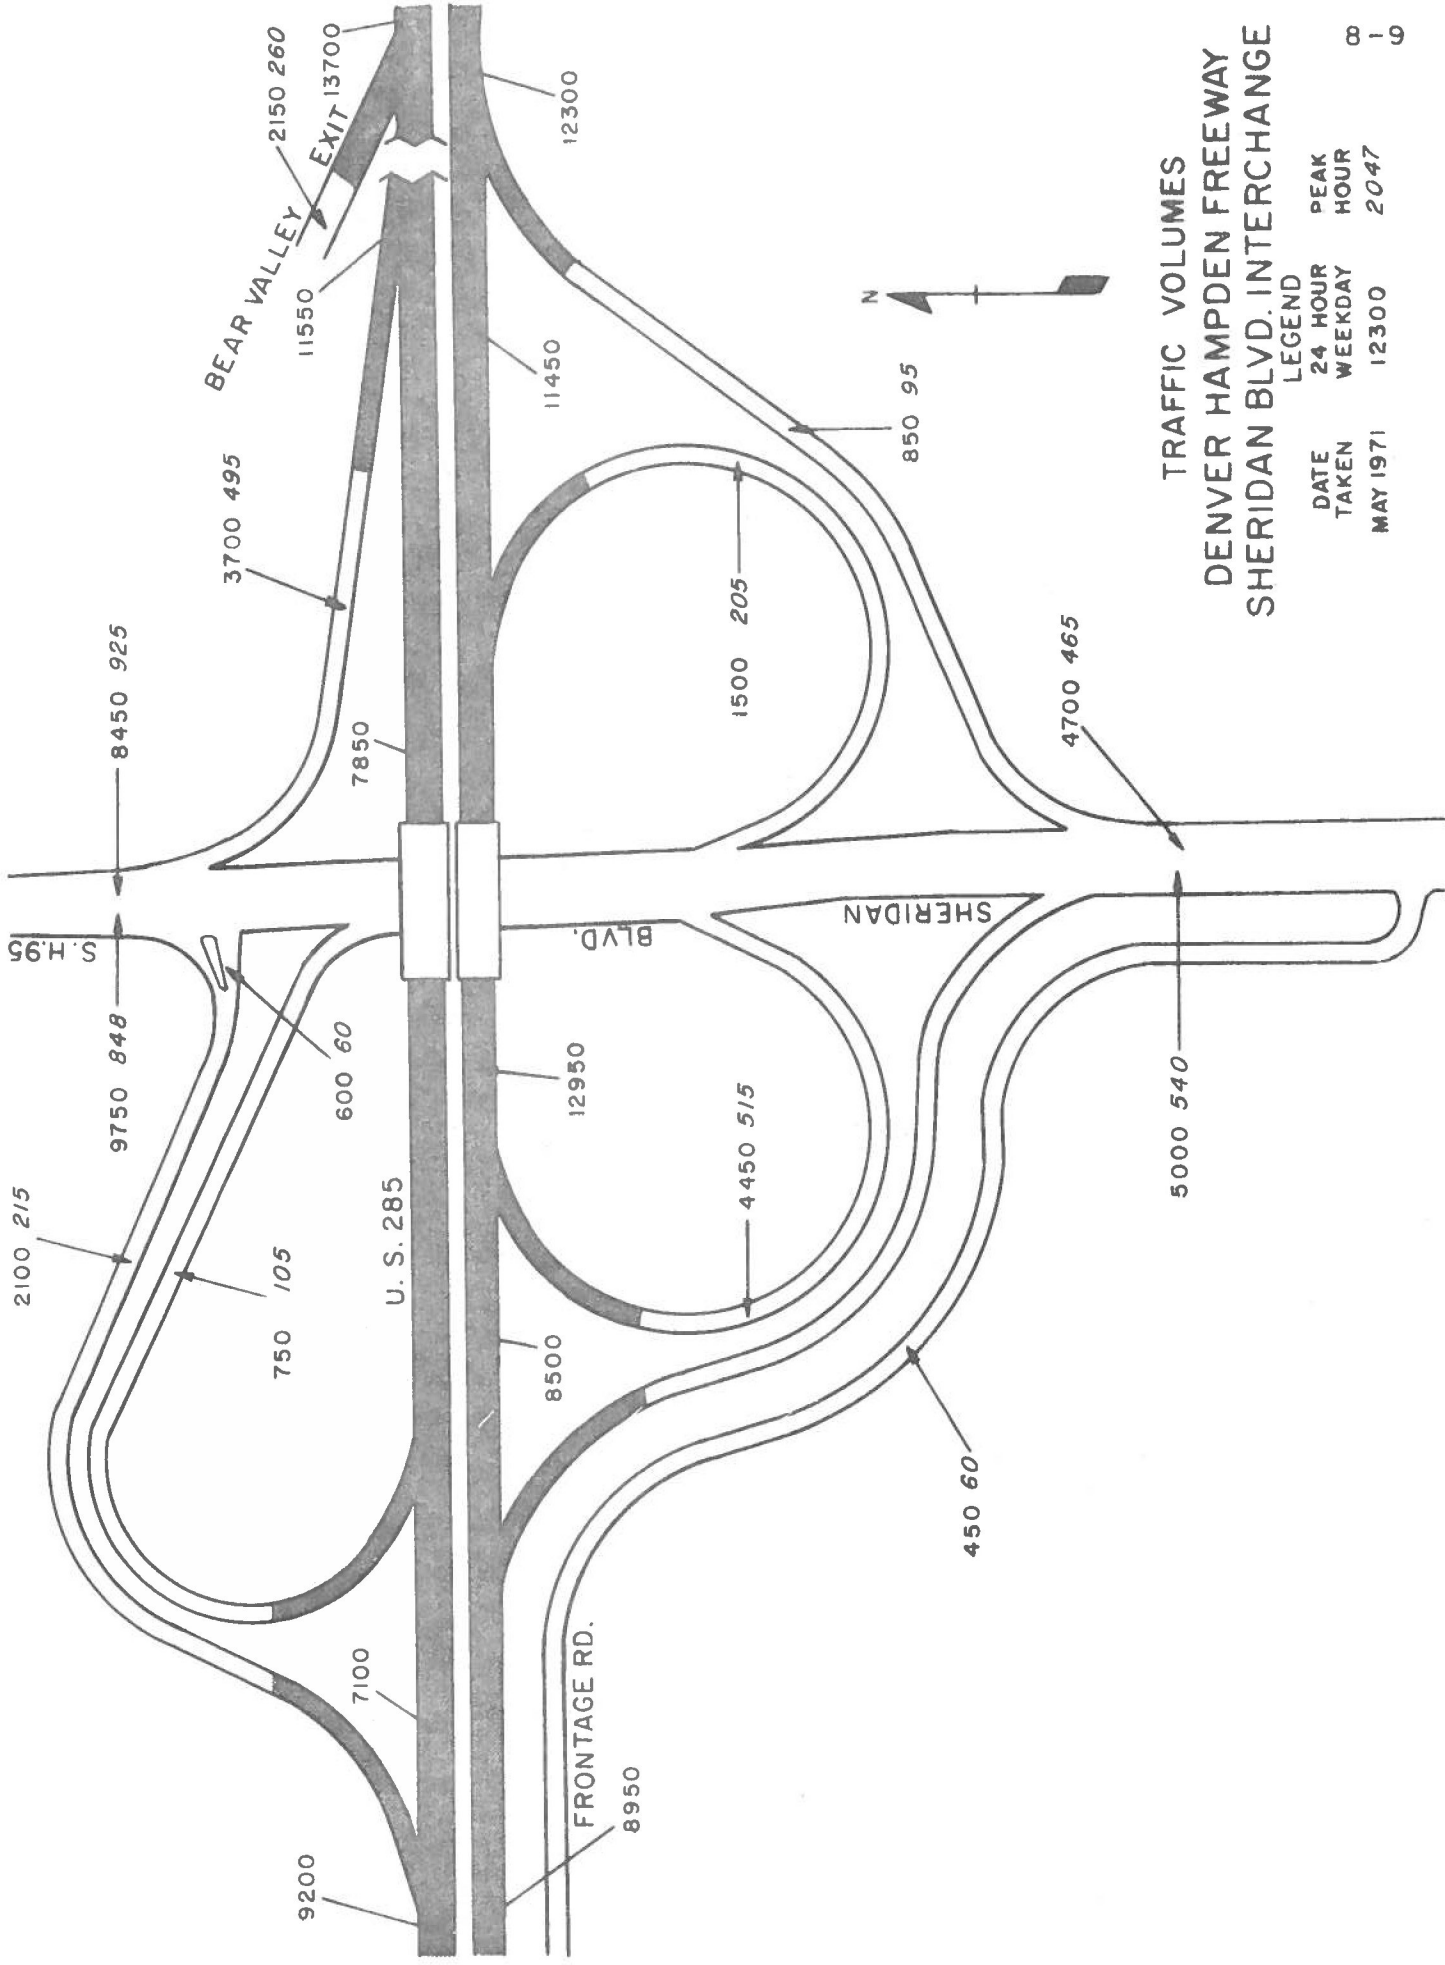 S.H.95
9750 848
8450 925
2100 215
750 105
600 60
3700 495
BEAR VALLEY EXIT
2150 260
13700
9200
7100
U. S. 285
7850
11550
8950
8500
12950
11450
12300
FRONTAGE RD.
BLVD.
SHERIDAN
4450 515
1500 205
850 95
450 60
5000 540
4700 465
N
TRAFFIC VOLUMES
DENVER HAMPDEN FREEWAY
SHERIDAN BLVD. INTERCHANGE
LEGEND
DATE 24 HOUR PEAK
TAKEN WEEKDAY HOUR
MAY 1971 12300 2047
8-9